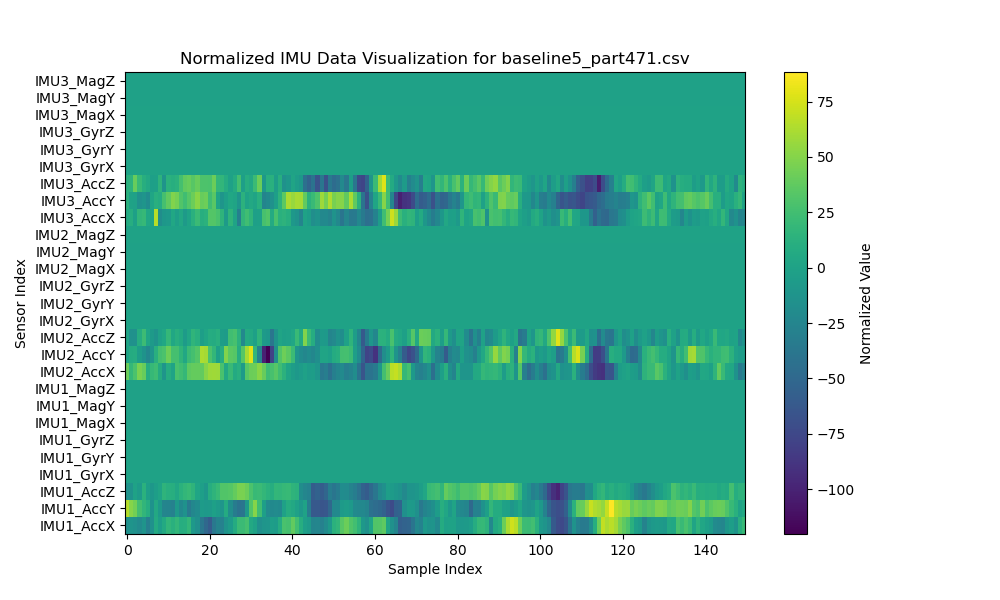 Normalized IMU Data Visualization for baseline5_part471.csv
IMU3_MagZ
IMU3_MagY
IMU3_MagX
IMU3_GyrZ
IMU3_GyrY
IMU3_GyrX
IMU3_AccZ
IMU3_AccY
IMU3_AccX
IMU2_MagZ
IMU2_MagY
IMU2_MagX
IMU2_GyrZ
IMU2_GyrY
IMU2_GyrX
IMU2_AccZ
IMU2_AccY
IMU2_AccX
IMU1_MagZ
IMU1_MagY
IMU1_MagX
IMU1_GyrZ
IMU1_GyrY
IMU1_GyrX
IMU1_AccZ
IMU1_AccY
IMU1_AccX
Sensor Index
0 20 40 60 80 100 120 140
Sample Index
75
50
25
0
−25
−50
−75
−100
Normalized Value